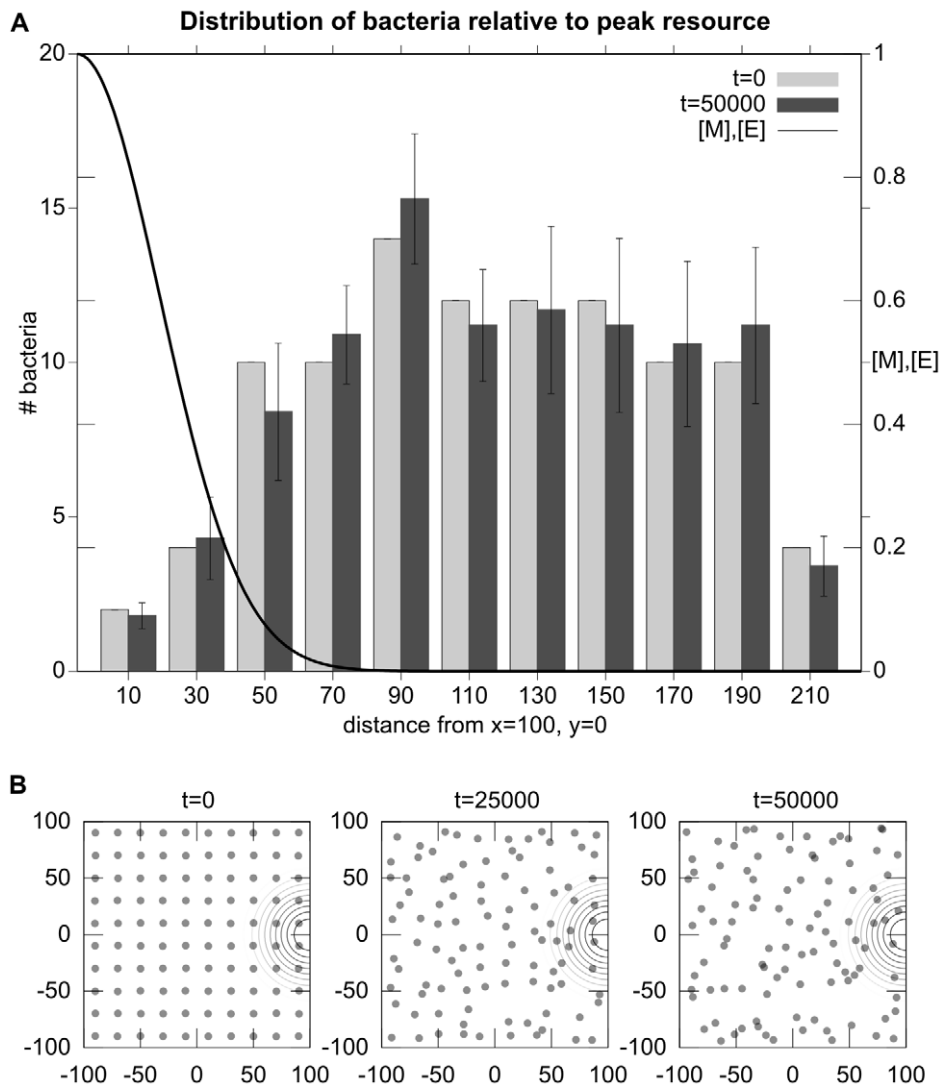 A Distribution of bacteria relative to peak resource
20 1
t=0
t=50000
[M],[E]
0.8
15
0.6
10
# bacteria
[M],[E]
0.4
5
0.2
0 0
10 30 50 70 90 110 130 150 170 190 210
distance from x=100, y=0
B
t=0 t=25000 t=50000
100 100 100
50 50 50
0 0 0
-50 -50 -50
-100 -100 -100
-100 -50 0 50 100 -100 -50 0 50 100 -100 -50 0 50 100